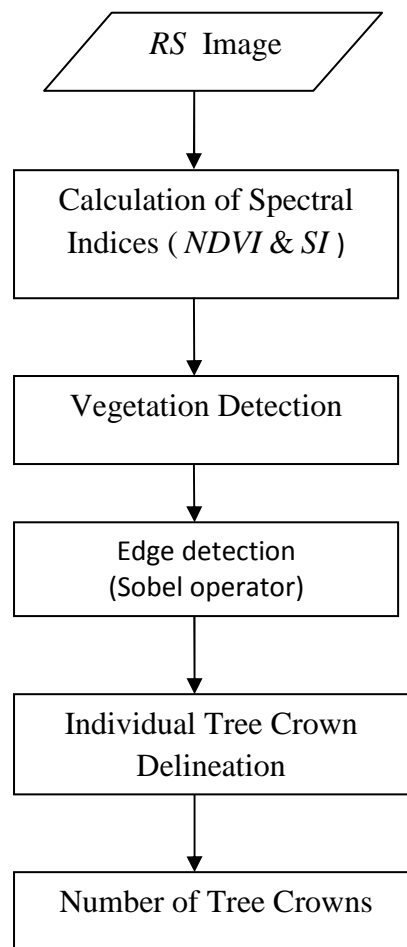 RS Image
Calculation of Spectral
Indices ( NDVI & SI )
Vegetation Detection
Edge detection
(Sobel operator)
Individual Tree Crown
Delineation
Number of Tree Crowns